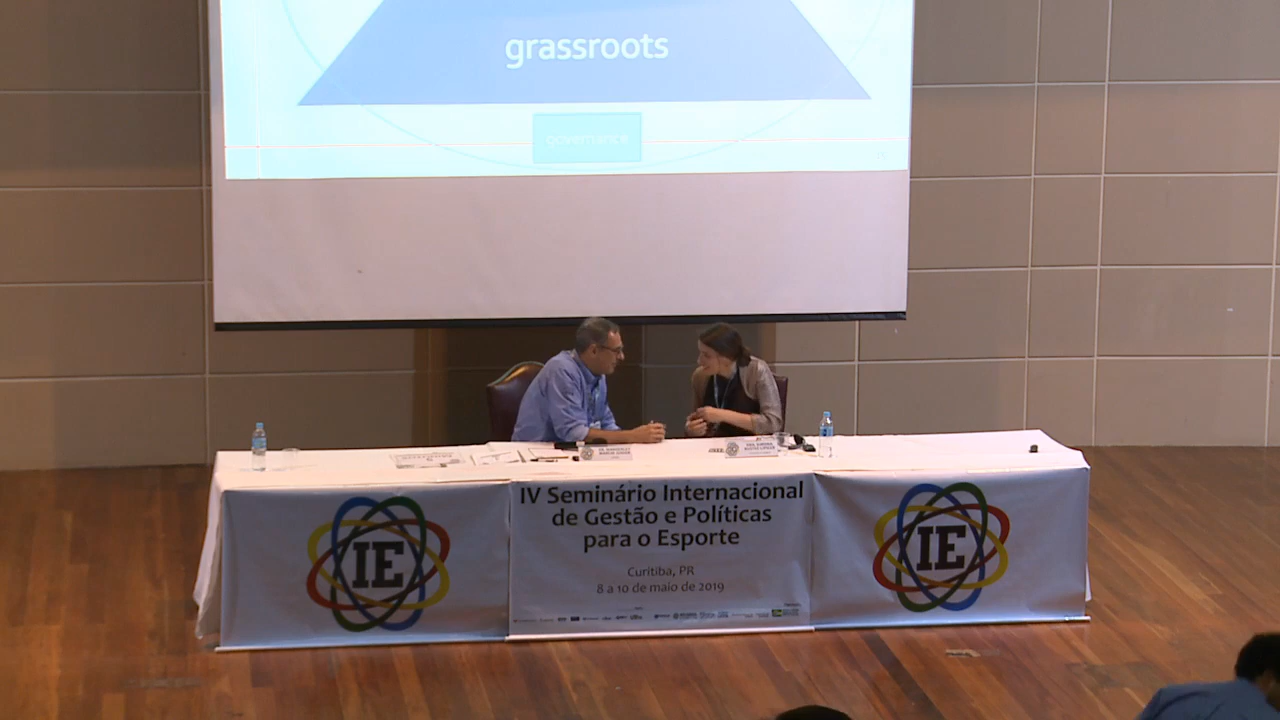 grassroots
governance
IE
IV Seminário Internacional
de Gestão e Políticas
para o Esporte
Curitiba, PR
8 a 10 de maio de 2019
IE